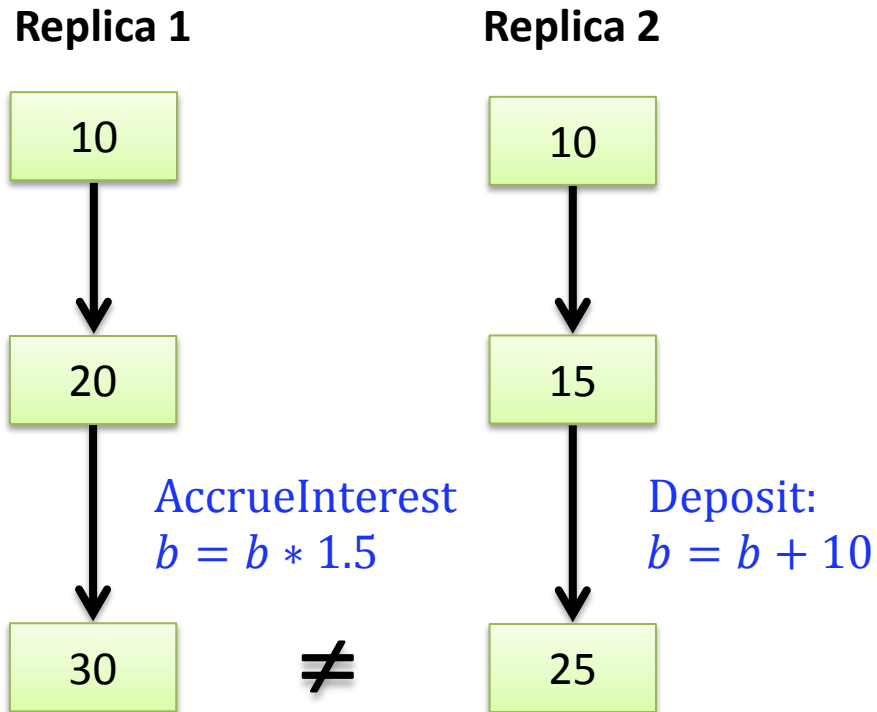 Replica 1
Replica 2
10
10
20
15
AccrueInterest
b = b ∗ 1.5
Deposit:
b = b + 10
30
≠
25